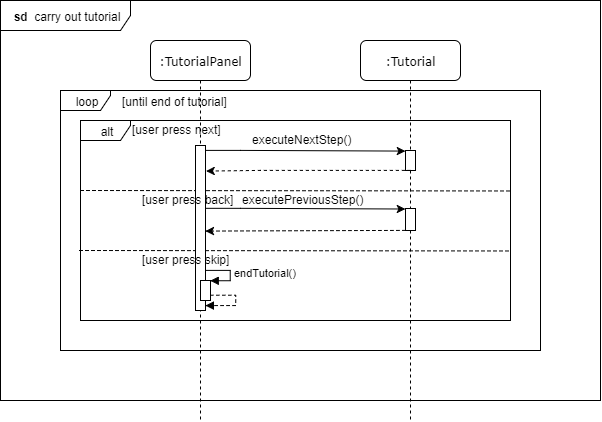 sd carry out tutorial
:TutorialPanel
:Tutorial
loop
[until end of tutorial]
alt
[user press next]
executeNextStep()
[user press back]
executePreviousStep()
[user press skip]
endTutorial()